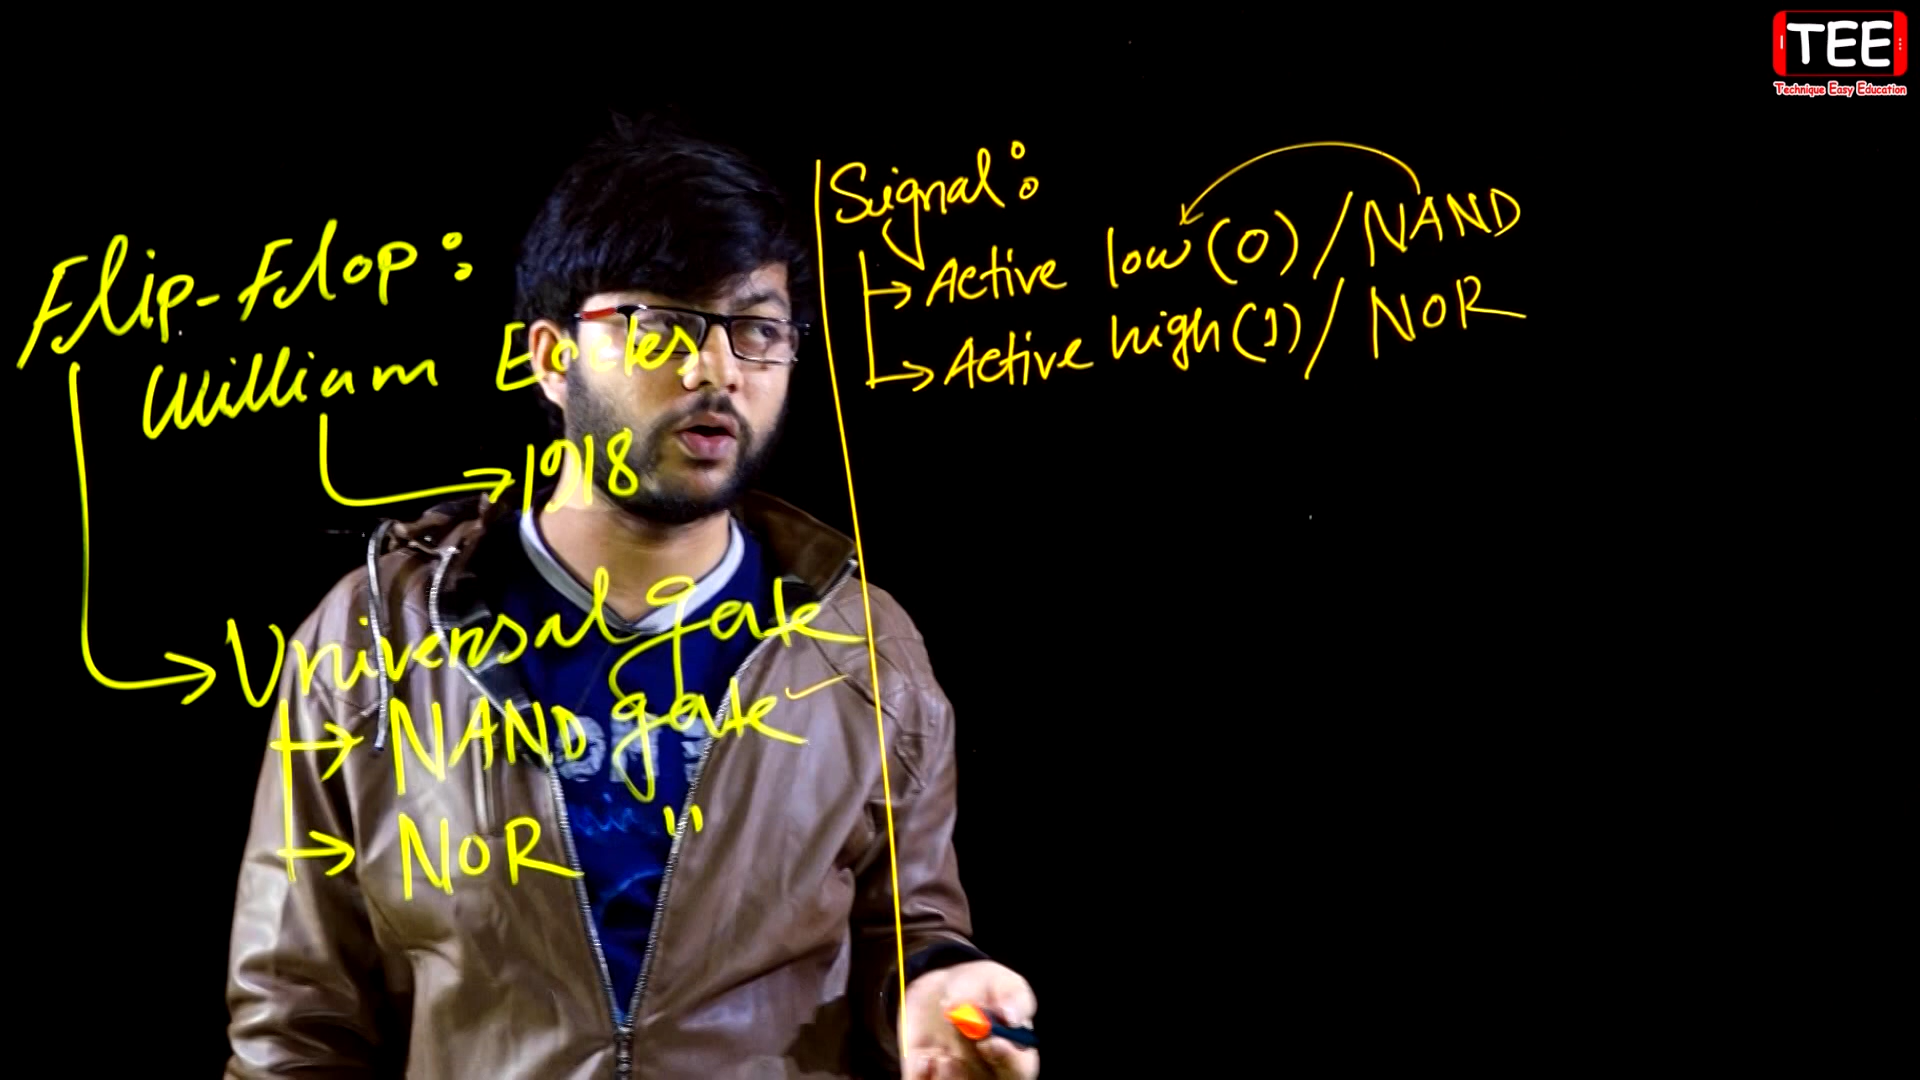 TEE
Technique Easy Education
Flip-Flop:
William Eccles
1918
Universal gate
NAND gate
NOR "
Signal:
Active low (0) / NAND
Active high (1) / NOR